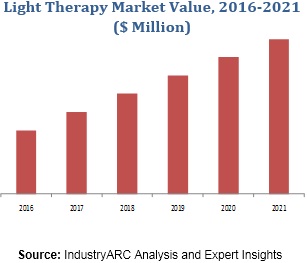 Light Therapy Market Value, 2016-2021
($ Million)
2016 2017 2018 2019 2020 2021
Source: IndustryARC Analysis and Expert Insights